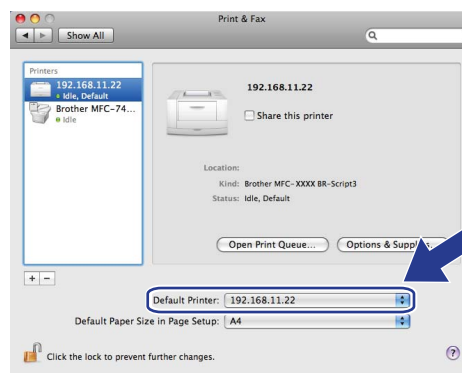 Print & Fax
Show All
Printers
192.168.11.22
Idle, Default
Brother MFC-74...
Idle
192.168.11.22
Share this printer
Location:
Kind: Brother MFC-XXXX BR-Script3
Status: Idle, Default
Open Print Queue... Options & Supplies...
+ -
Default Printer: 192.168.11.22
Default Paper Size in Page Setup: A4
Click the lock to prevent further changes.
?